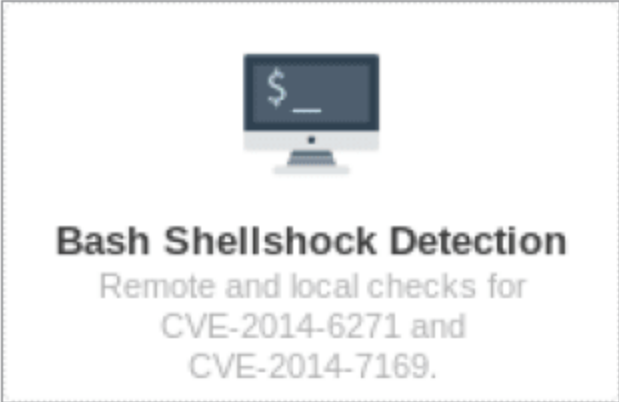 $_
Bash Shellshock Detection
Remote and local checks for
CVE-2014-6271 and
CVE-2014-7169.